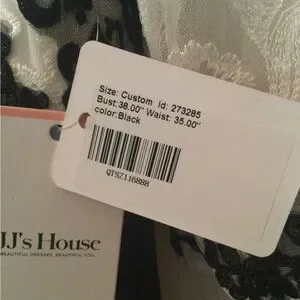 Size: Custom id: 273285
Bust:38.00" Waist: 35.00"
color:Black
QTSZ116888
JJ's House
BEAUTIFUL DRESSES, BEAUTIFUL YOU.